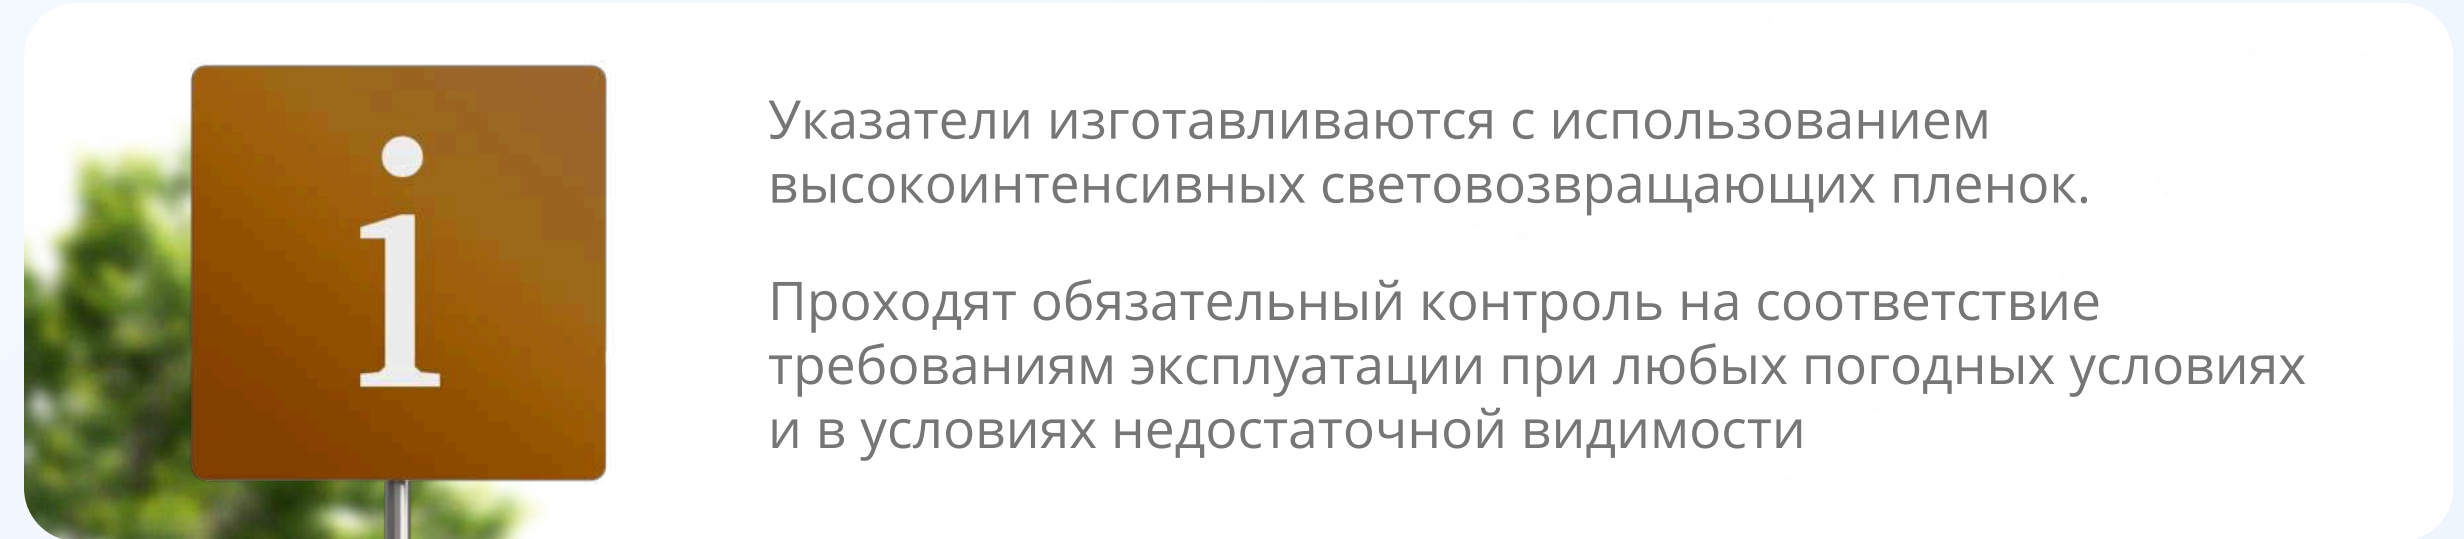 i
Указатели изготавливаются с использованием
высокоинтенсивных световозвращающих пленок.
Проходят обязательный контроль на соответствие
требованиям эксплуатации при любых погодных условиях
и в условиях недостаточной видимости